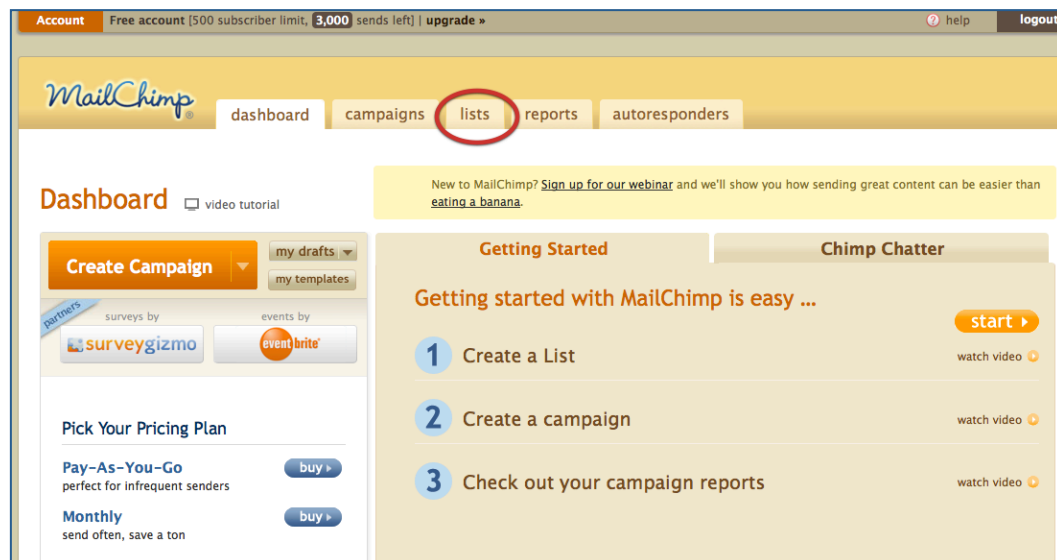 Account Free account [500 subscriber limit, 3,000 sends left] | upgrade » ? help logout
MailChimp®
dashboard campaigns lists reports autoresponders
New to MailChimp? Sign up for our webinar and we'll show you how sending great content can be easier than
eating a banana.
Dashboard video tutorial
Create Campaign
my drafts
my templates
partners
surveys by
surveygizmo
events by
eventbrite
Pick Your Pricing Plan
Pay-As-You-Go buy
perfect for infrequent senders
Monthly buy
send often, save a ton
Getting Started Chimp Chatter
Getting started with MailChimp is easy ...
start
1 Create a List watch video
2 Create a campaign watch video
3 Check out your campaign reports watch video